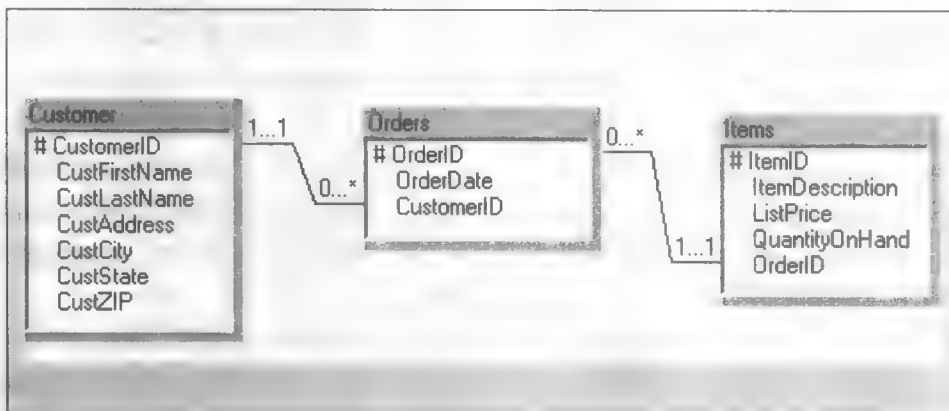 Customer
# CustomerID
CustFirstName
CustLastName
CustAddress
CustCity
CustState
CustZIP
1...1
0...*
Orders
# OrderID
OrderDate
CustomerID
0...*
1...1
Items
# ItemID
ItemDescription
ListPrice
QuantityOnHand
OrderID